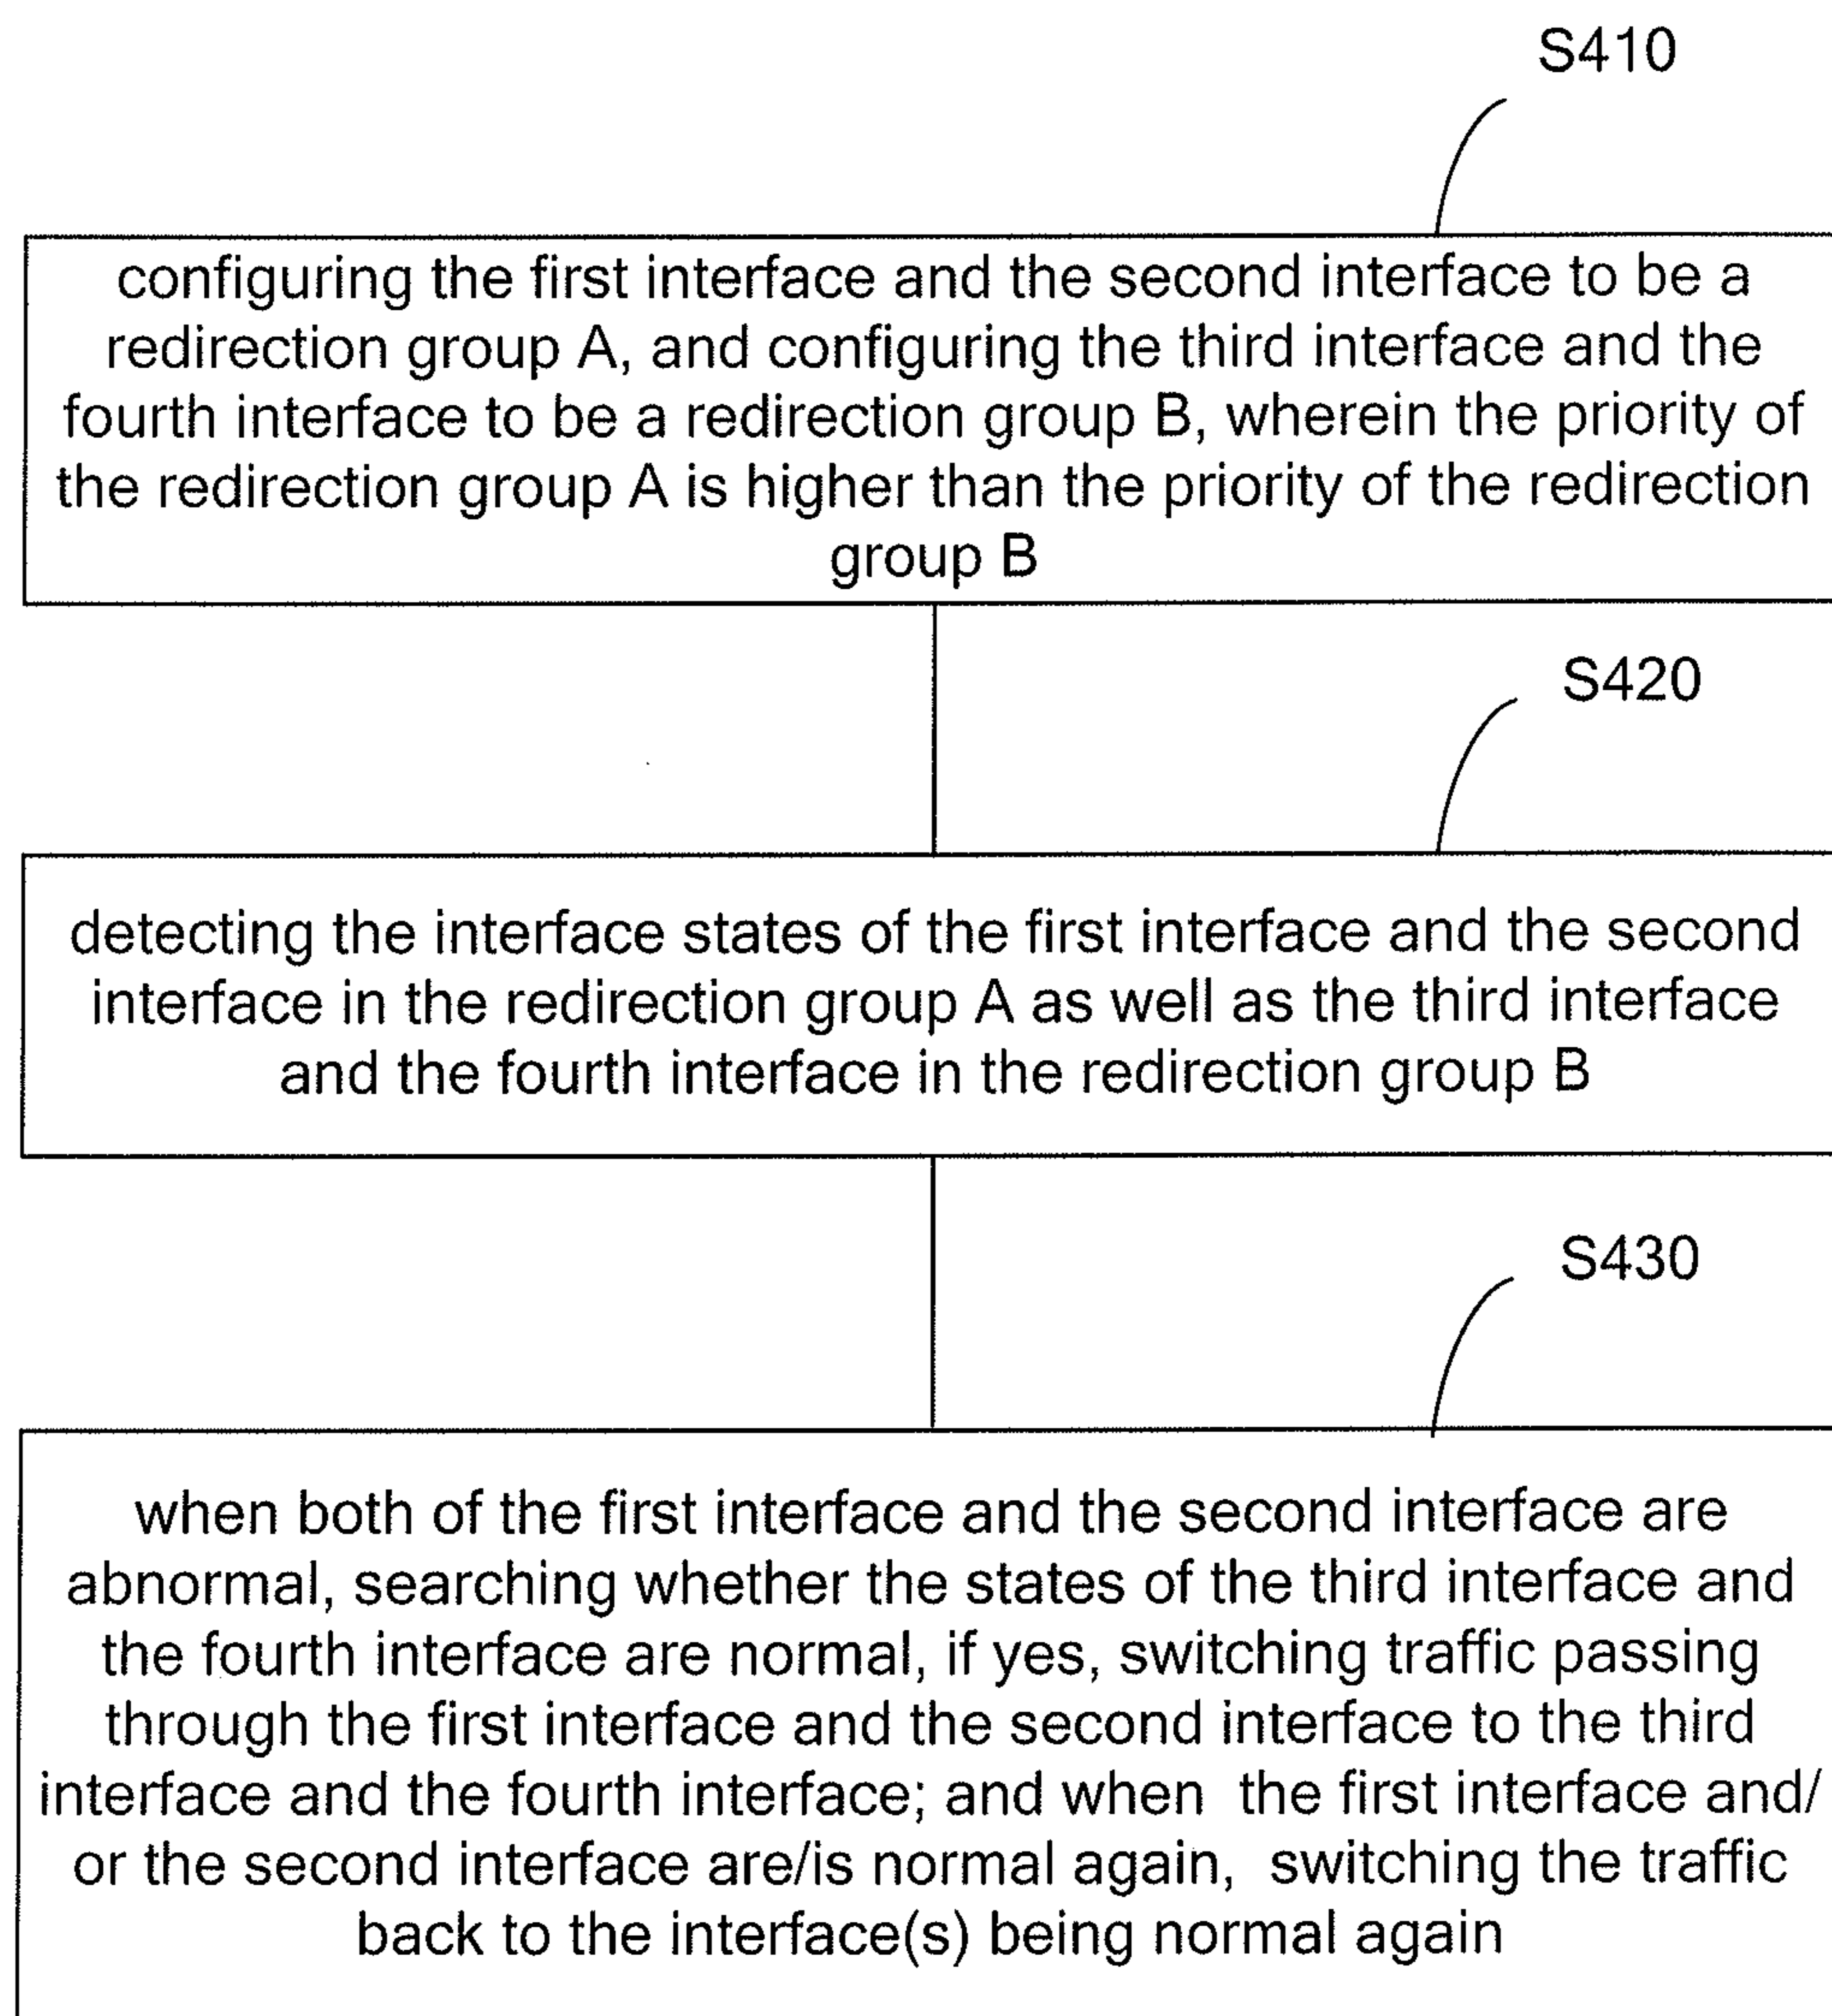 S410
configuring the first interface and the second interface to be a
redirection group A, and configuring the third interface and the
fourth interface to be a redirection group B, wherein the priority of
the redirection group A is higher than the priority of the redirection
group B
S420
detecting the interface states of the first interface and the second
interface in the redirection group A as well as the third interface
and the fourth interface in the redirection group B
S430
when both of the first interface and the second interface are
abnormal, searching whether the states of the third interface and
the fourth interface are normal, if yes, switching traffic passing
through the first interface and the second interface to the third
interface and the fourth interface; and when the first interface and/
or the second interface are/is normal again, switching the traffic
back to the interface(s) being normal again